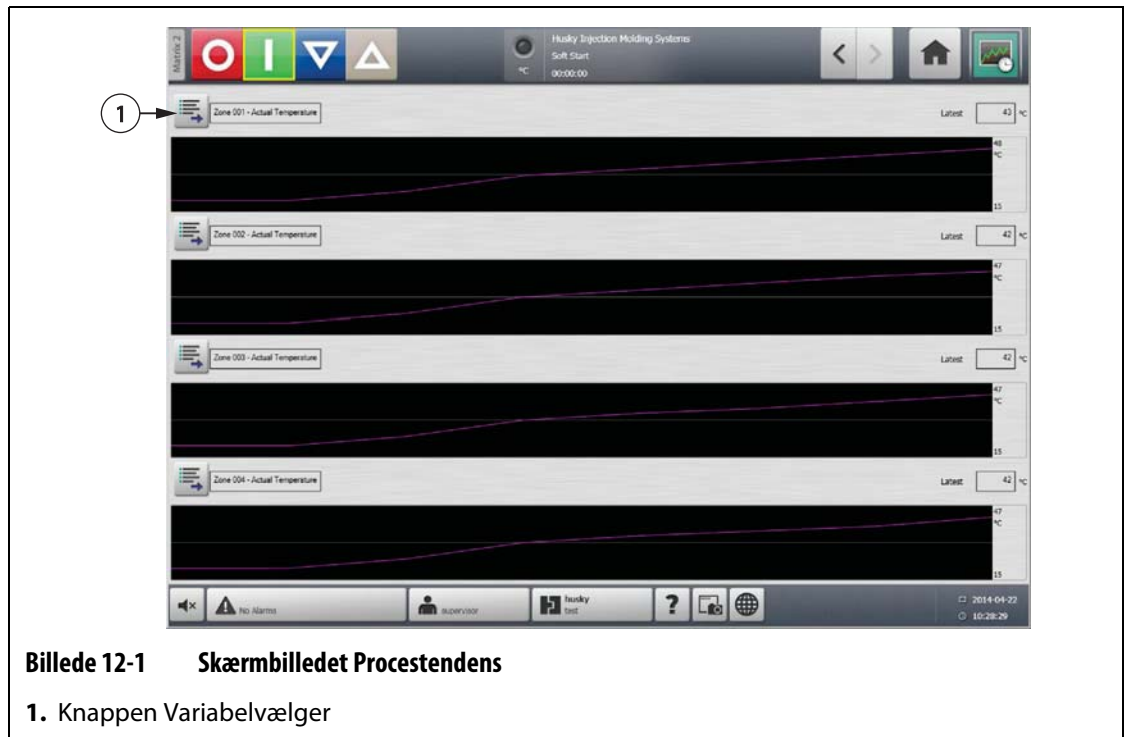 Matrix 2
Husky Injection Molding Systems
Soft Start
°C 00:00:00
1
Zone 001 - Actual Temperature
Latest 43 °C
48
°C
15
Zone 002 - Actual Temperature
Latest 42 °C
47
°C
15
Zone 003 - Actual Temperature
Latest 42 °C
47
°C
15
Zone 004 - Actual Temperature
Latest 42 °C
47
°C
15
No Alarms
supervisor
husky
test
?
2014-04-22
10:28:29
Billede 12-1 Skærmbilledet Procestendens
1. Knappen Variabelvælger